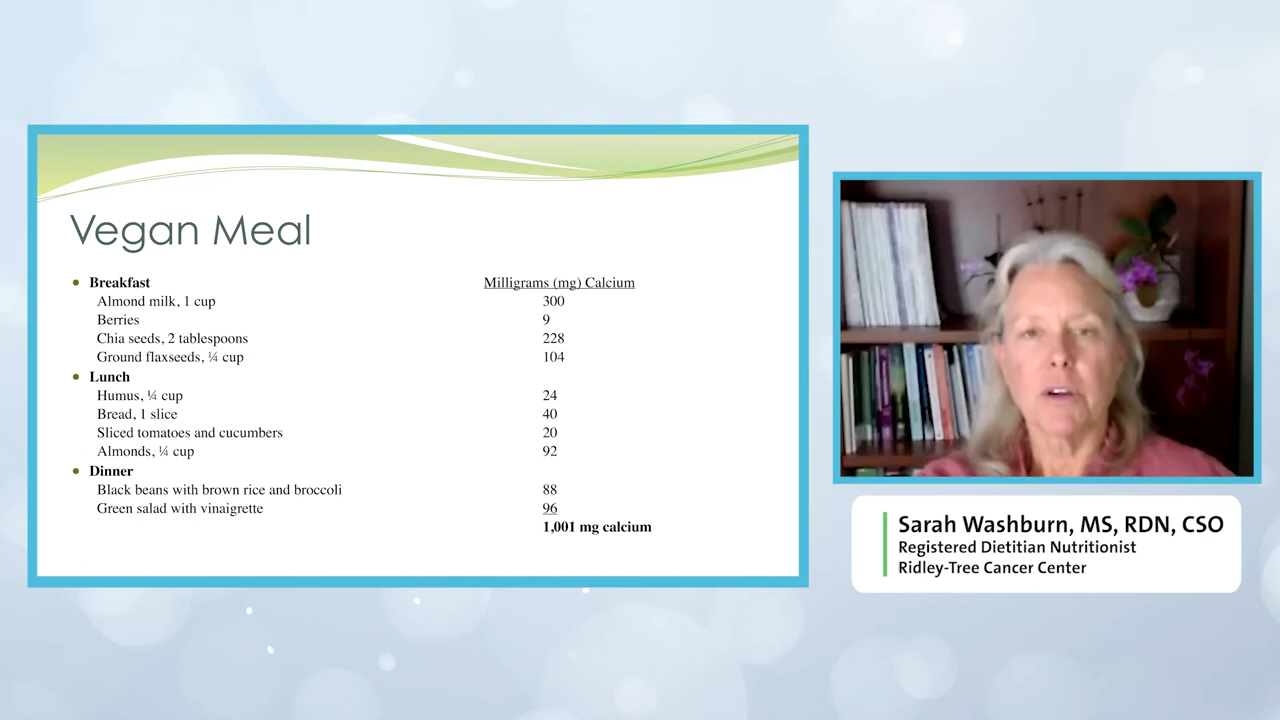 Vegan Meal
• Breakfast Milligrams (mg) Calcium
Almond milk, 1 cup 300
Berries 9
Chia seeds, 2 tablespoons 228
Ground flaxseeds, ¼ cup 104
• Lunch
Humus, ¼ cup 24
Bread, 1 slice 40
Sliced tomatoes and cucumbers 20
Almonds, ¼ cup 92
• Dinner
Black beans with brown rice and broccoli 88
Green salad with vinaigrette 96
1,001 mg calcium
Sarah Washburn, MS, RDN, CSO
Registered Dietitian Nutritionist
Ridley-Tree Cancer Center